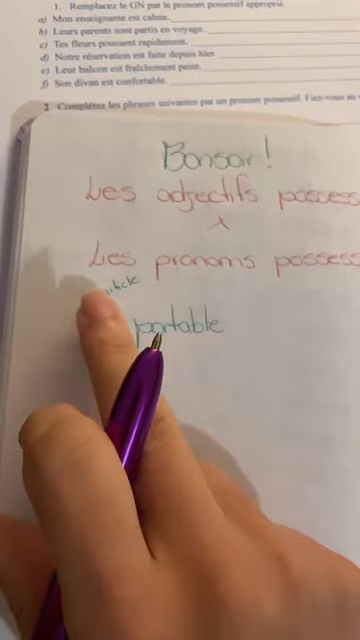 1. Remplacez le GN par le pronom possessif approprié.
a) Mon enseignante est calme.
b) Leurs parents sont partis en voyage.
c) Tes fleurs poussent rapidement.
d) Notre réservation est faite depuis hier
e) Leur balcon est fraîchement peint.
f) Son divan est confortable.
2. Complétez les phrases suivantes par un pronom possessif.
Bonsoir!
Les adjectifs possess
x
Les pronoms possess
portable